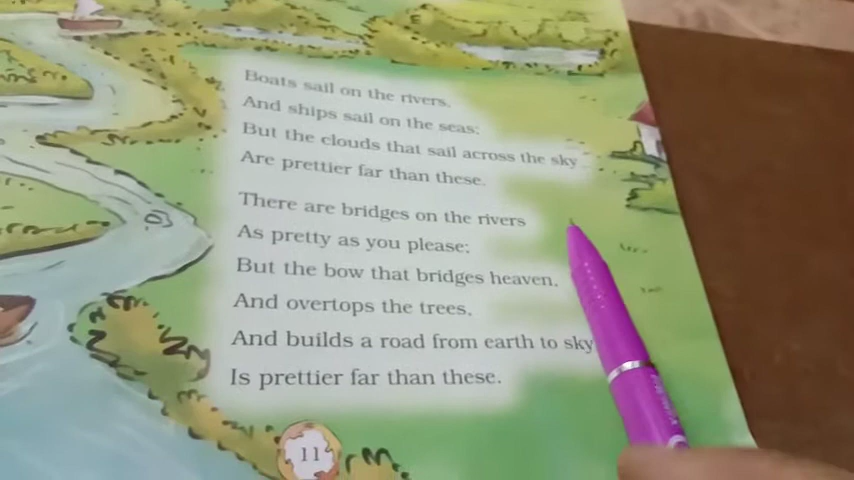 Boats sail on the rivers.
And ships sail on the seas:
But the clouds that sail across the sky
Are prettier far than these.
There are bridges on the rivers
As pretty as you please:
But the bow that bridges heaven.
And overtops the trees.
And builds a road from earth to sky
Is prettier far than these.
11